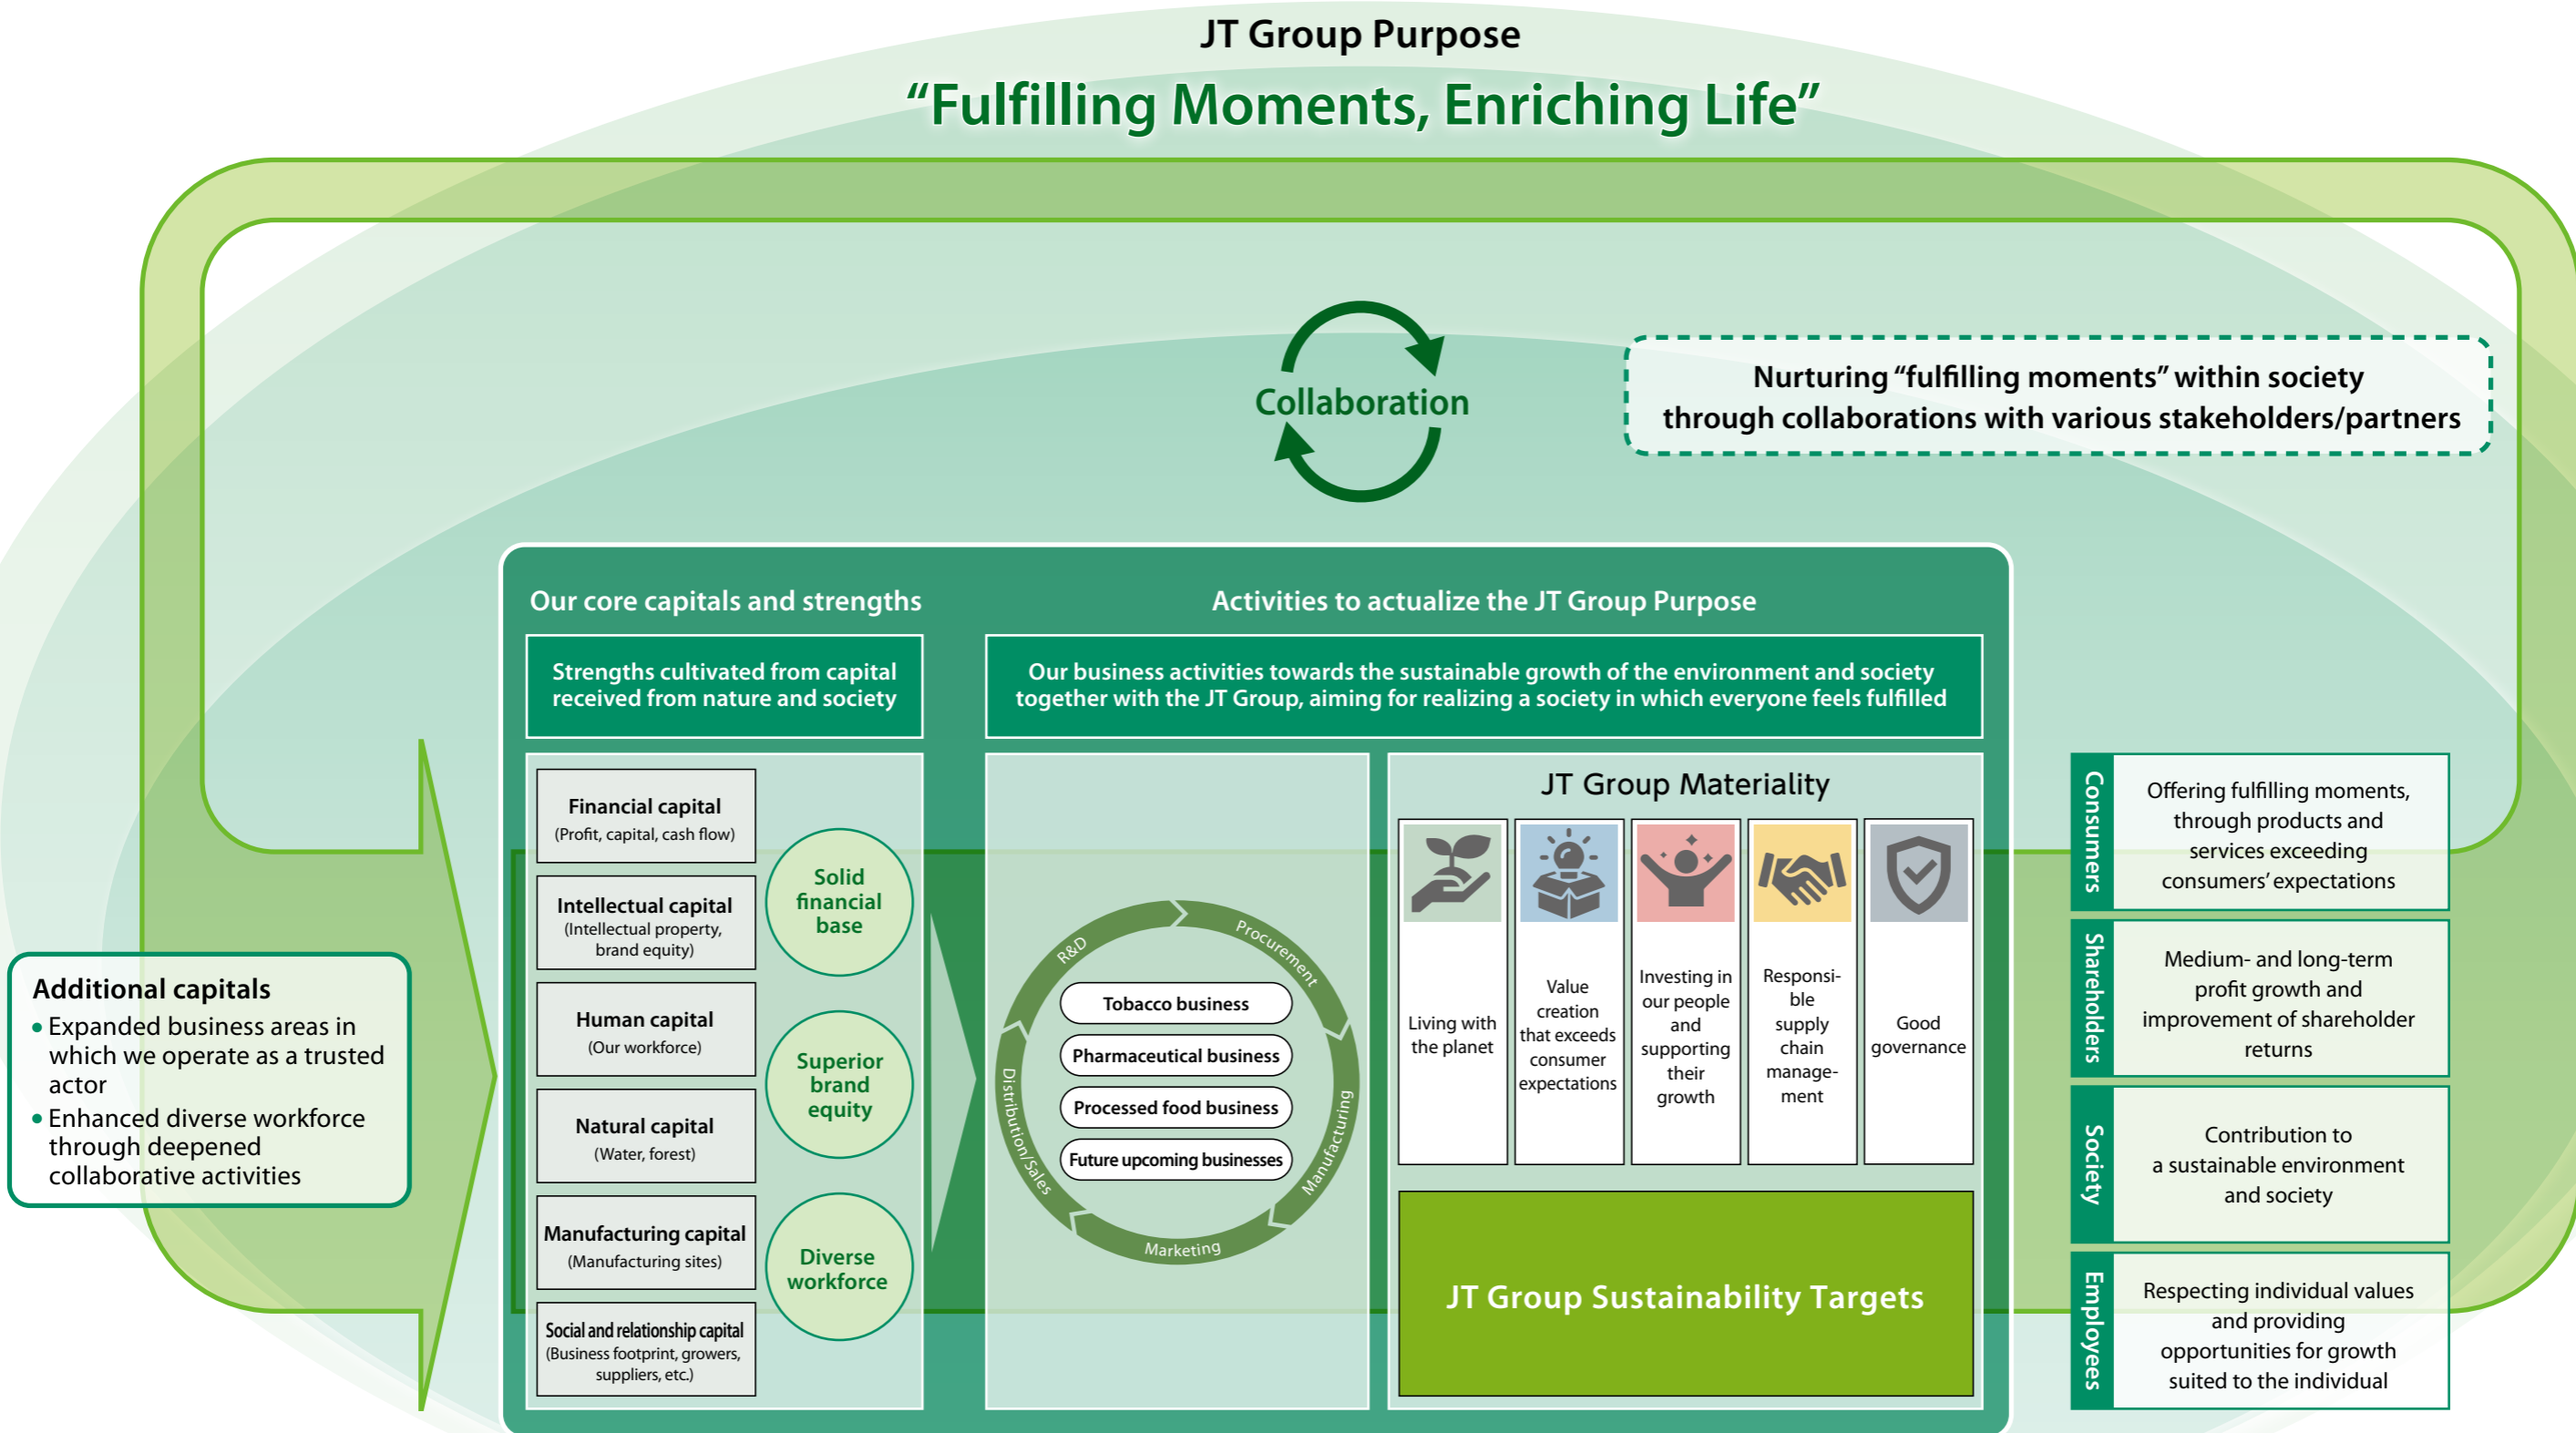 JT Group Purpose
“Fulfilling Moments, Enriching Life”
Collaboration
Nurturing “fulfilling moments” within society
through collaborations with various stakeholders/partners
Additional capitals
• Expanded business areas in
which we operate as a trusted
actor
• Enhanced diverse workforce
through deepened
collaborative activities
Our core capitals and strengths
Strengths cultivated from capital
received from nature and society
Financial capital
(Profit, capital, cash flow)
Intellectual capital
(Intellectual property,
brand equity)
Human capital
(Our workforce)
Natural capital
(Water, forest)
Manufacturing capital
(Manufacturing sites)
Social and relationship capital
(Business footprint, growers,
suppliers, etc.)
Solid
financial
base
Superior
brand
equity
Diverse
workforce
Activities to actualize the JT Group Purpose
Our business activities towards the sustainable growth of the environment and society
together with the JT Group, aiming for realizing a society in which everyone feels fulfilled
R&D
Procurement
Manufacturing
Marketing
Distribution/Sales
Tobacco business
Pharmaceutical business
Processed food business
Future upcoming businesses
JT Group Materiality
Living with
the planet
Value
creation
that exceeds
consumer
expectations
Investing in
our people
and
supporting
their
growth
Responsi-
ble
supply
chain
manage-
ment
Good
governance
JT Group Sustainability Targets
Consumers
Offering fulfilling moments,
through products and
services exceeding
consumers’ expectations
Shareholders
Medium- and long-term
profit growth and
improvement of shareholder
returns
Society
Contribution to
a sustainable environment
and society
Employees
Respecting individual values
and providing
opportunities for growth
suited to the individual